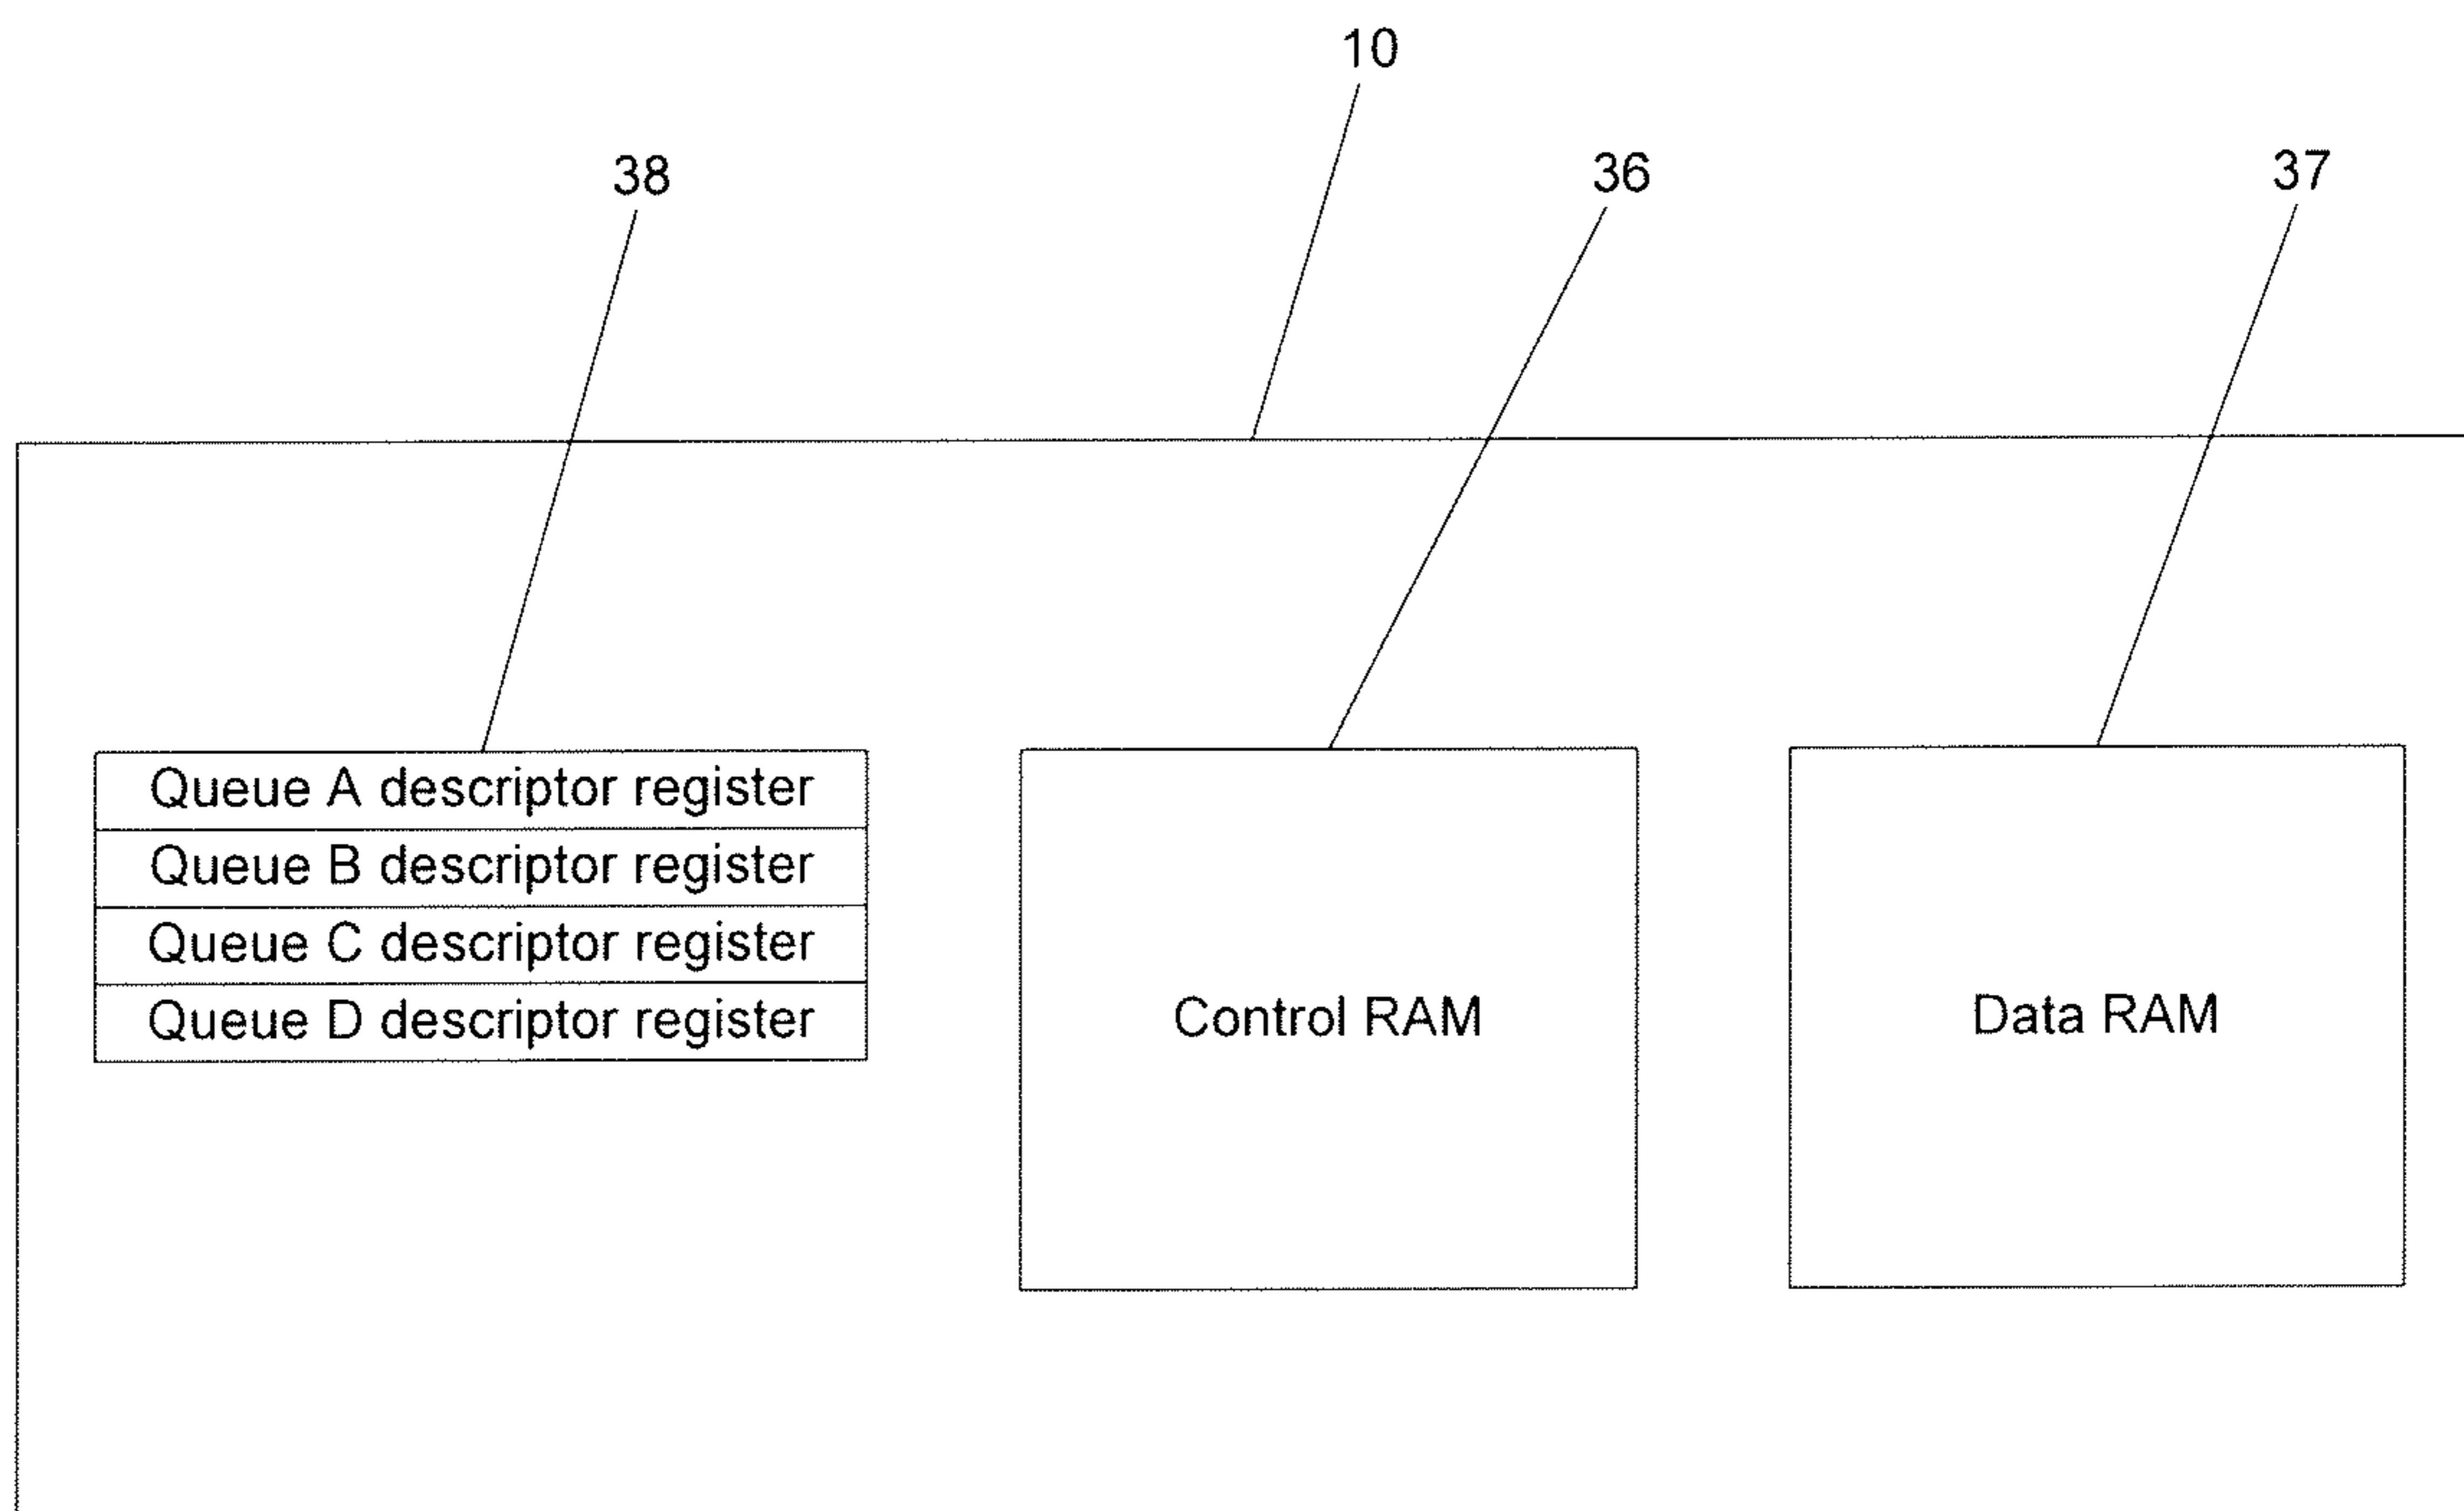 10
38
36
37
Queue A descriptor register
Queue B descriptor register
Queue C descriptor register
Queue D descriptor register
Control RAM
Data RAM